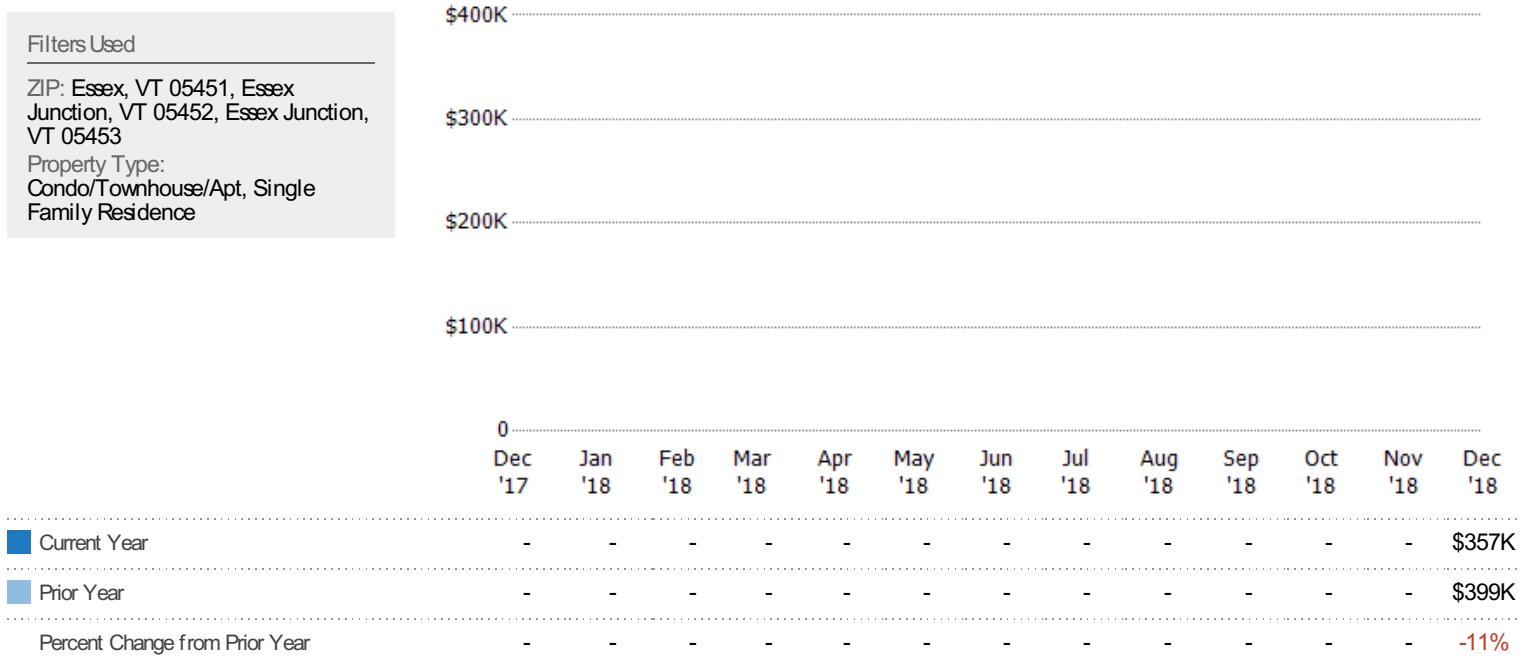 Filters Used
ZIP: Essex, VT 05451, Essex
Junction, VT 05452, Essex Junction,
VT 05453
Property Type:
Condo/Townhouse/Apt, Single
Family Residence
$400K
$300K
$200K
$100K
0
Dec Jan Feb Mar Apr May Jun Jul Aug Sep Oct Nov Dec
'17 '18 '18 '18 '18 '18 '18 '18 '18 '18 '18 '18 '18
Current Year - - - - - - - - - - - - $357K
Prior Year - - - - - - - - - - - - $399K
Percent Change from Prior Year - - - - - - - - - - - - -11%